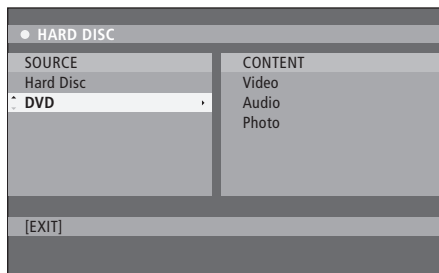 HARD DISC
SOURCE
Hard Disc
DVD
CONTENT
Video
Audio
Photo
[EXIT]